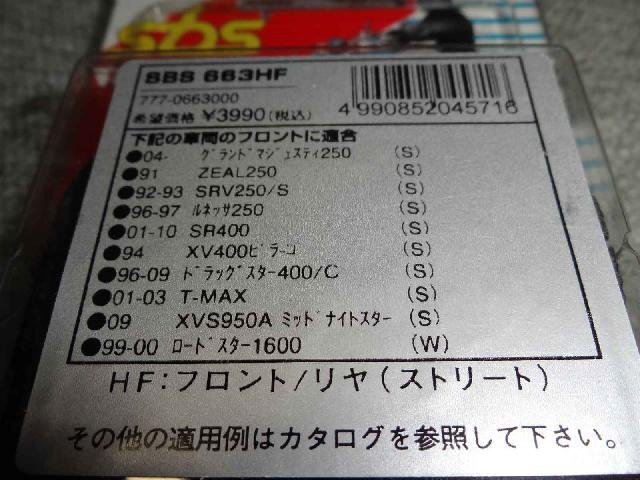 sbs
SBS 663HF
777-0663000
希望価格 ¥3990(税込)
4 990852 045716
下記の車両のフロントに適合
●04- グランドマジェスティ250 (S)
●91 ZEAL250 (S)
●92-93 SRV250/S (S)
●96-97 ルネッサ250 (S)
●01-10 SR400 (S)
●94 XV400ビラーゴ (S)
●96-09 ドラッグスター400/C (S)
●01-03 T-MAX (S)
●09 XVS950A ミッドナイトスター (S)
●99-00 ロードスター1600 (W)
HF:フロント/リヤ(ストリート)
その他の適用例はカタログを参照して下さい。